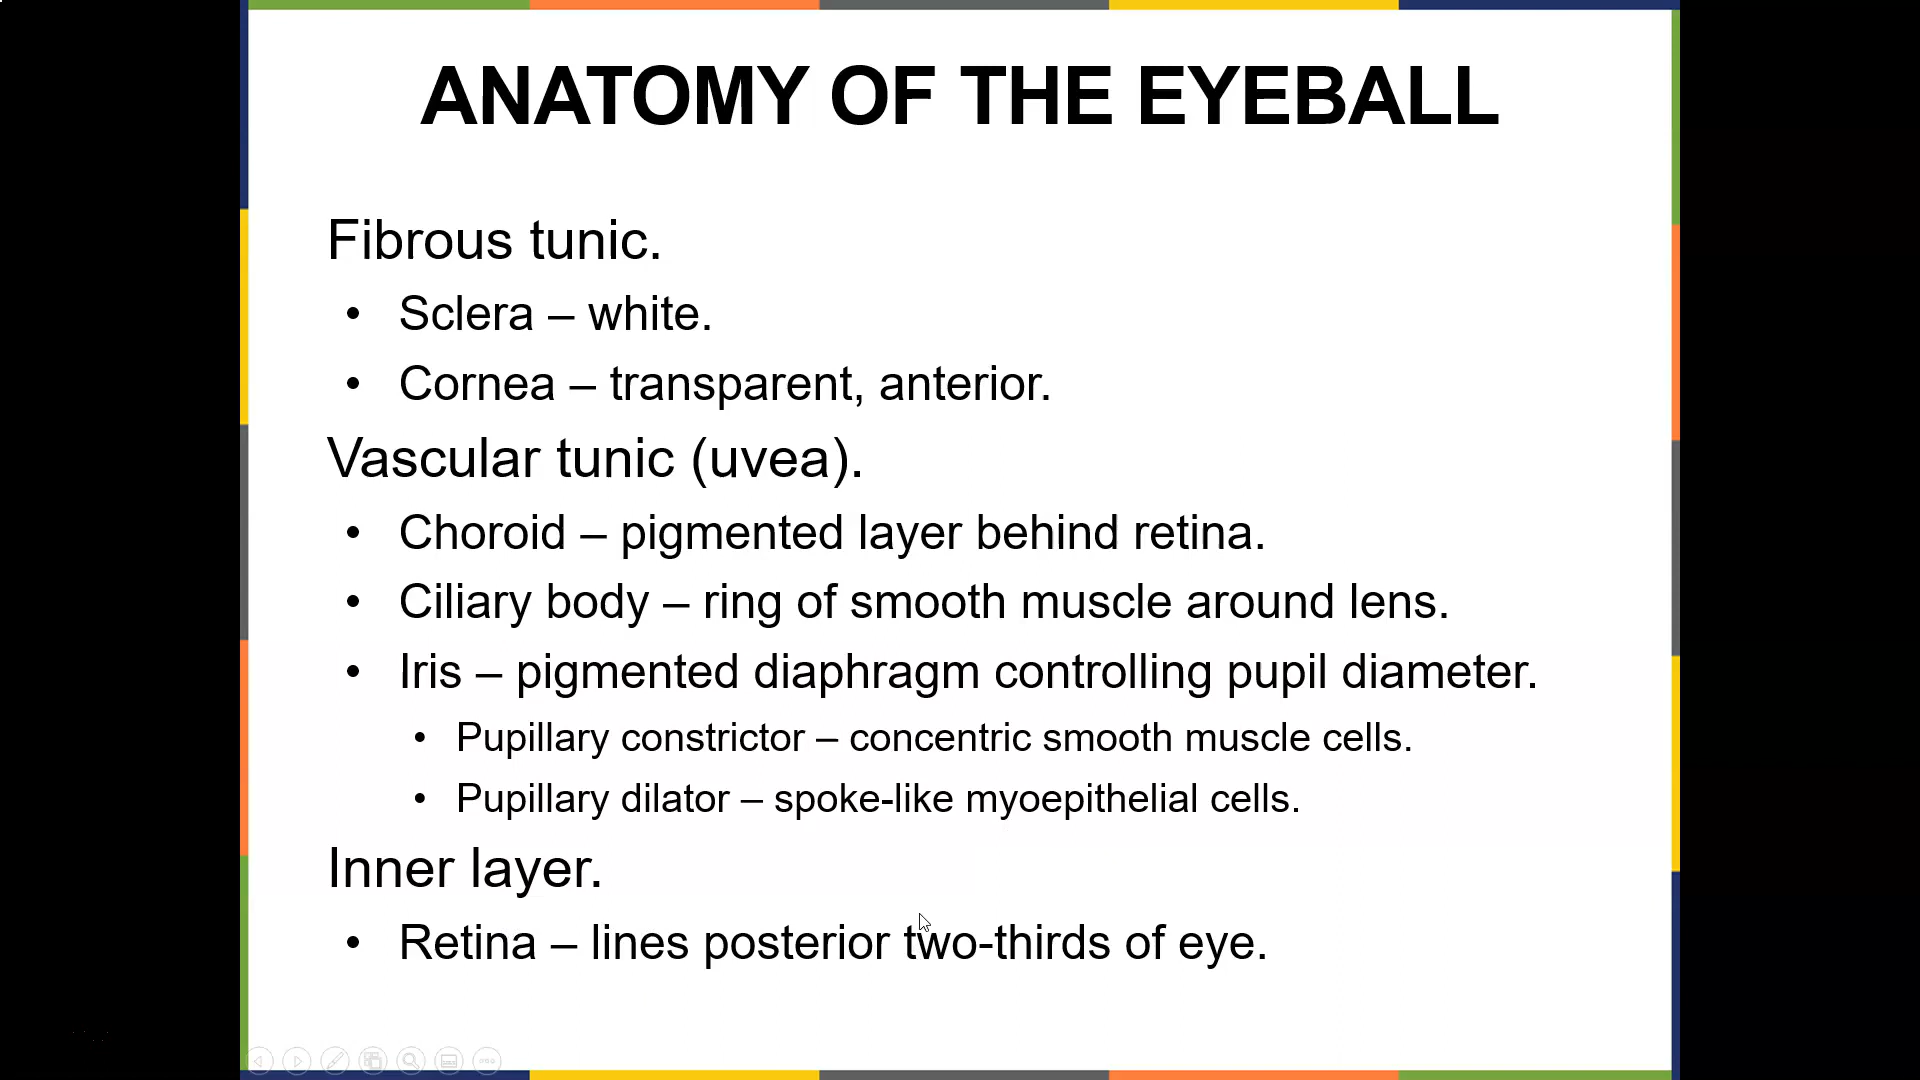 ANATOMY OF THE EYEBALL
Fibrous tunic.
• Sclera – white.
• Cornea – transparent, anterior.
Vascular tunic (uvea).
• Choroid – pigmented layer behind retina.
• Ciliary body – ring of smooth muscle around lens.
• Iris – pigmented diaphragm controlling pupil diameter.
• Pupillary constrictor – concentric smooth muscle cells.
• Pupillary dilator – spoke-like myoepithelial cells.
Inner layer.
• Retina – lines posterior two-thirds of eye.